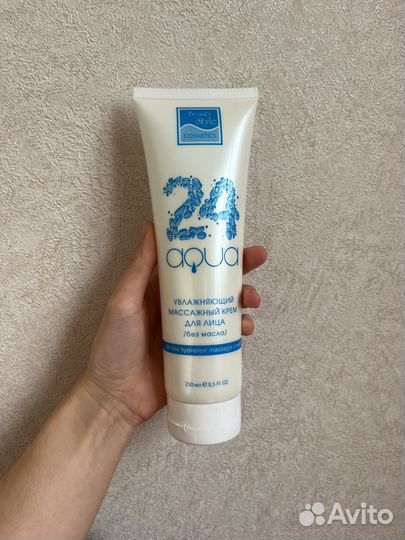 Beauty
Style
COSMETICS
24
aqua
УВЛАЖНЯЮЩИЙ
МАССАЖНЫЙ КРЕМ
ДЛЯ ЛИЦА
/без масла/
free hydration massage
250 мл ℮ 8,5 FL. OZ.
Avito